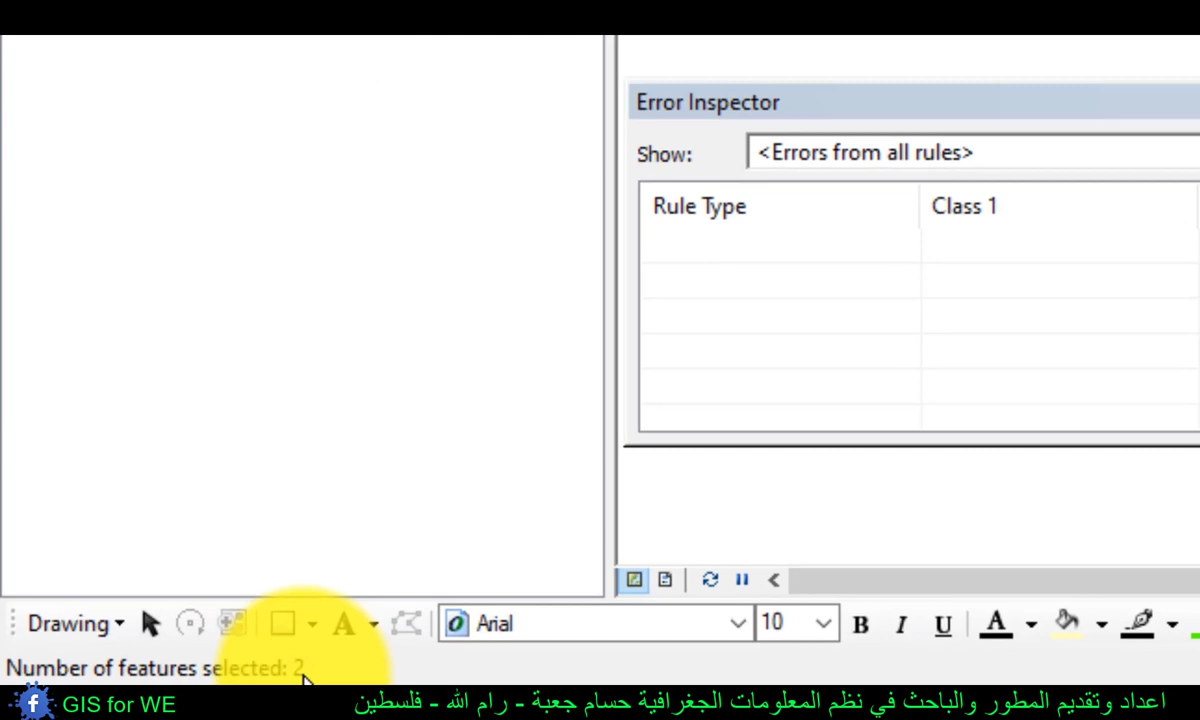 Error Inspector
Show: <Errors from all rules>
Rule Type Class 1
Drawing A Arial 10 B I U A
Number of features selected: 2
GIS for WE اعداد وتقديم المطور والباحث في نظم المعلومات الجغرافية حسام جعبة - رام الله - فلسطين